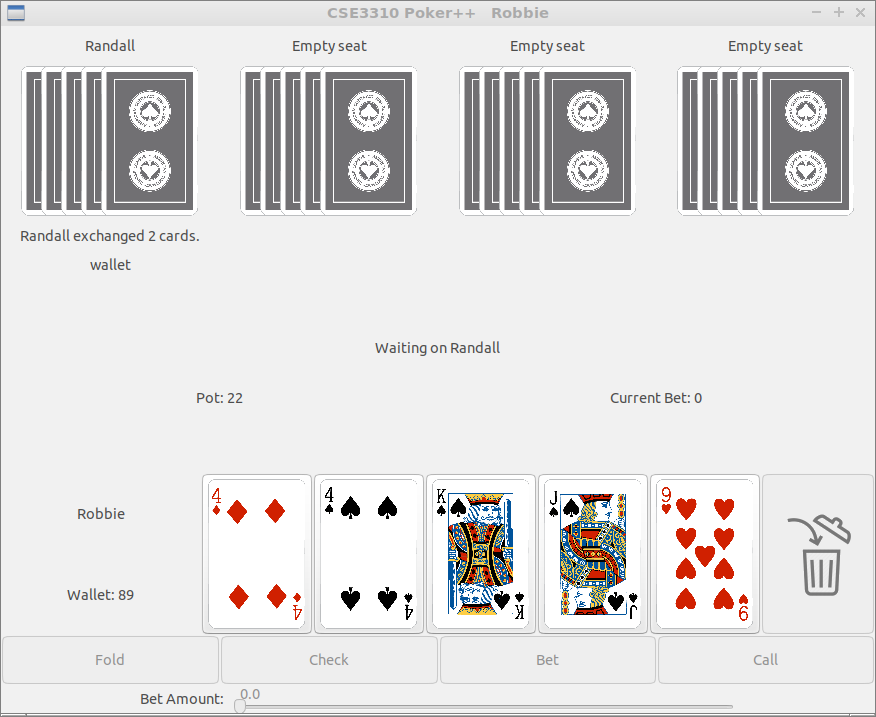 CSE3310 Poker++ Robbie
Randall Empty seat Empty seat Empty seat
Randall exchanged 2 cards.
wallet
Waiting on Randall
Pot: 22 Current Bet: 0
4 4 K J 9
Robbie
Wallet: 89
4 4 K J 9
Fold Check Bet Call
Bet Amount: 0.0